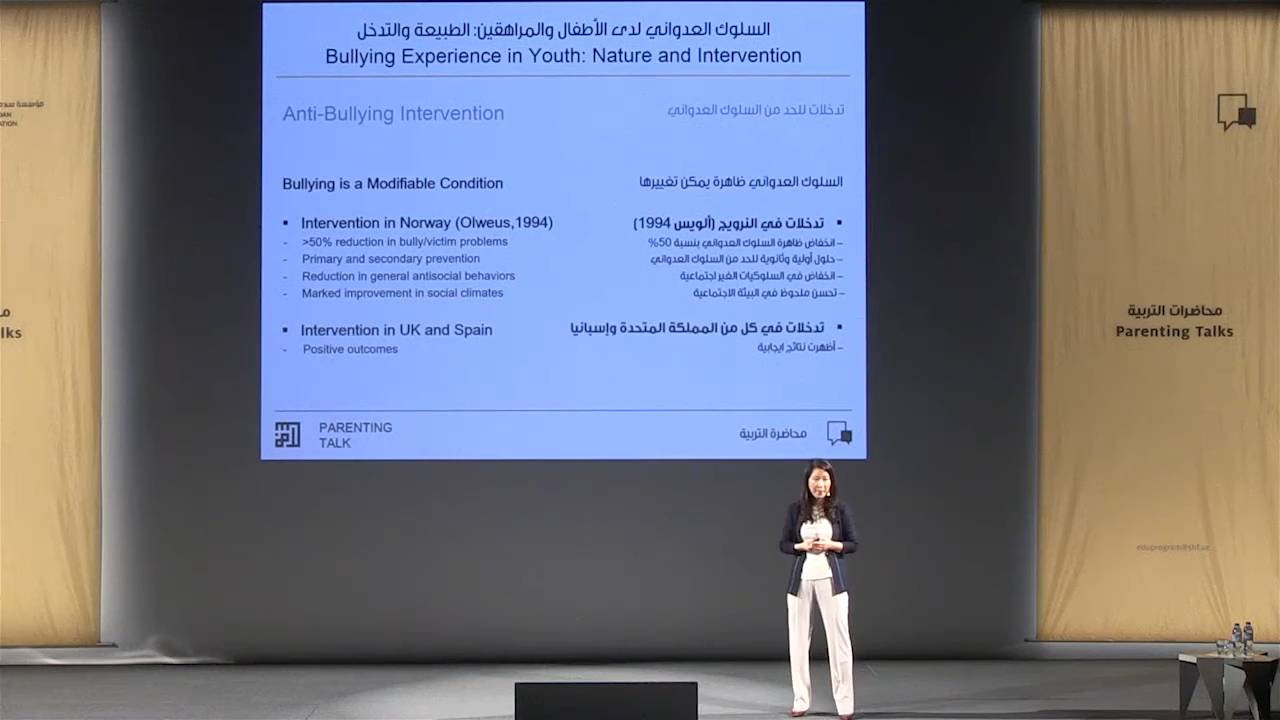 السلوك العدواني لدى الأطفال والمراهقين: الطبيعة والتدخل
Bullying Experience in Youth: Nature and Intervention
Anti-Bullying Intervention
تدخلات للحد من السلوك العدواني
Bullying is a Modifiable Condition
السلوك العدواني ظاهرة يمكن تغييرها
▪ Intervention in Norway (Olweus,1994)
- >50% reduction in bully/victim problems
- Primary and secondary prevention
- Reduction in general antisocial behaviors
- Marked improvement in social climates
▪ تدخلات في النرويج (ألويس 1994)
– انخفاض ظاهرة السلوك العدواني بنسبة 50%
– حلول أولية وثانوية للحد من السلوك العدواني
– انخفاض في السلوكيات الغير اجتماعية
– تحسن ملحوظ في البيئة الاجتماعية
▪ Intervention in UK and Spain
- Positive outcomes
▪ تدخلات في كل من المملكة المتحدة وإسبانيا
– أظهرت نتائج ايجابية
PARENTING
TALK
محاضرة التربية
محاضرات التربية
Parenting Talks
eduprogram@shf.ae
lks